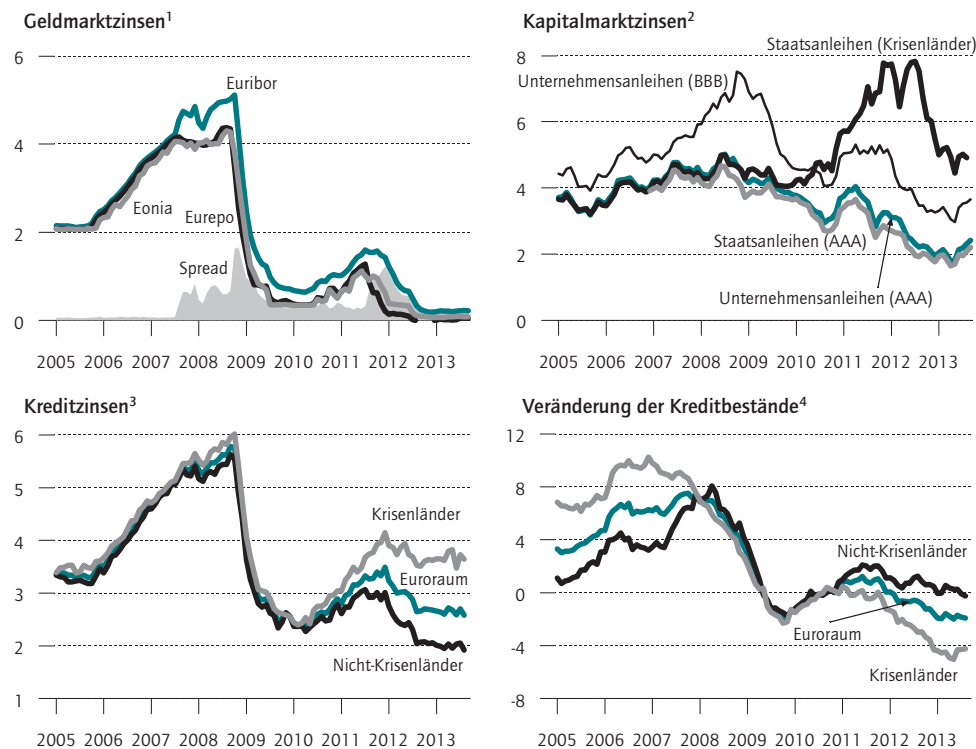 Geldmarktzinsen¹
6
4
2
0
Euribor
Eonia
Eurepo
Spread
2005 2006 2007 2008 2009 2010 2011 2012 2013
Kapitalmarktzinsen²
8
6
4
2
0
Staatsanleihen (Krisenländer)
Unternehmensanleihen (BBB)
Staatsanleihen (AAA)
Unternehmensanleihen (AAA)
2005 2006 2007 2008 2009 2010 2011 2012 2013
Kreditzinsen³
6
5
4
3
2
1
Krisenländer
Euroraum
Nicht-Krisenländer
2005 2006 2007 2008 2009 2010 2011 2012 2013
Veränderung der Kreditbestände⁴
12
8
4
0
-4
-8
Nicht-Krisenländer
Euroraum
Krisenländer
2005 2006 2007 2008 2009 2010 2011 2012 2013